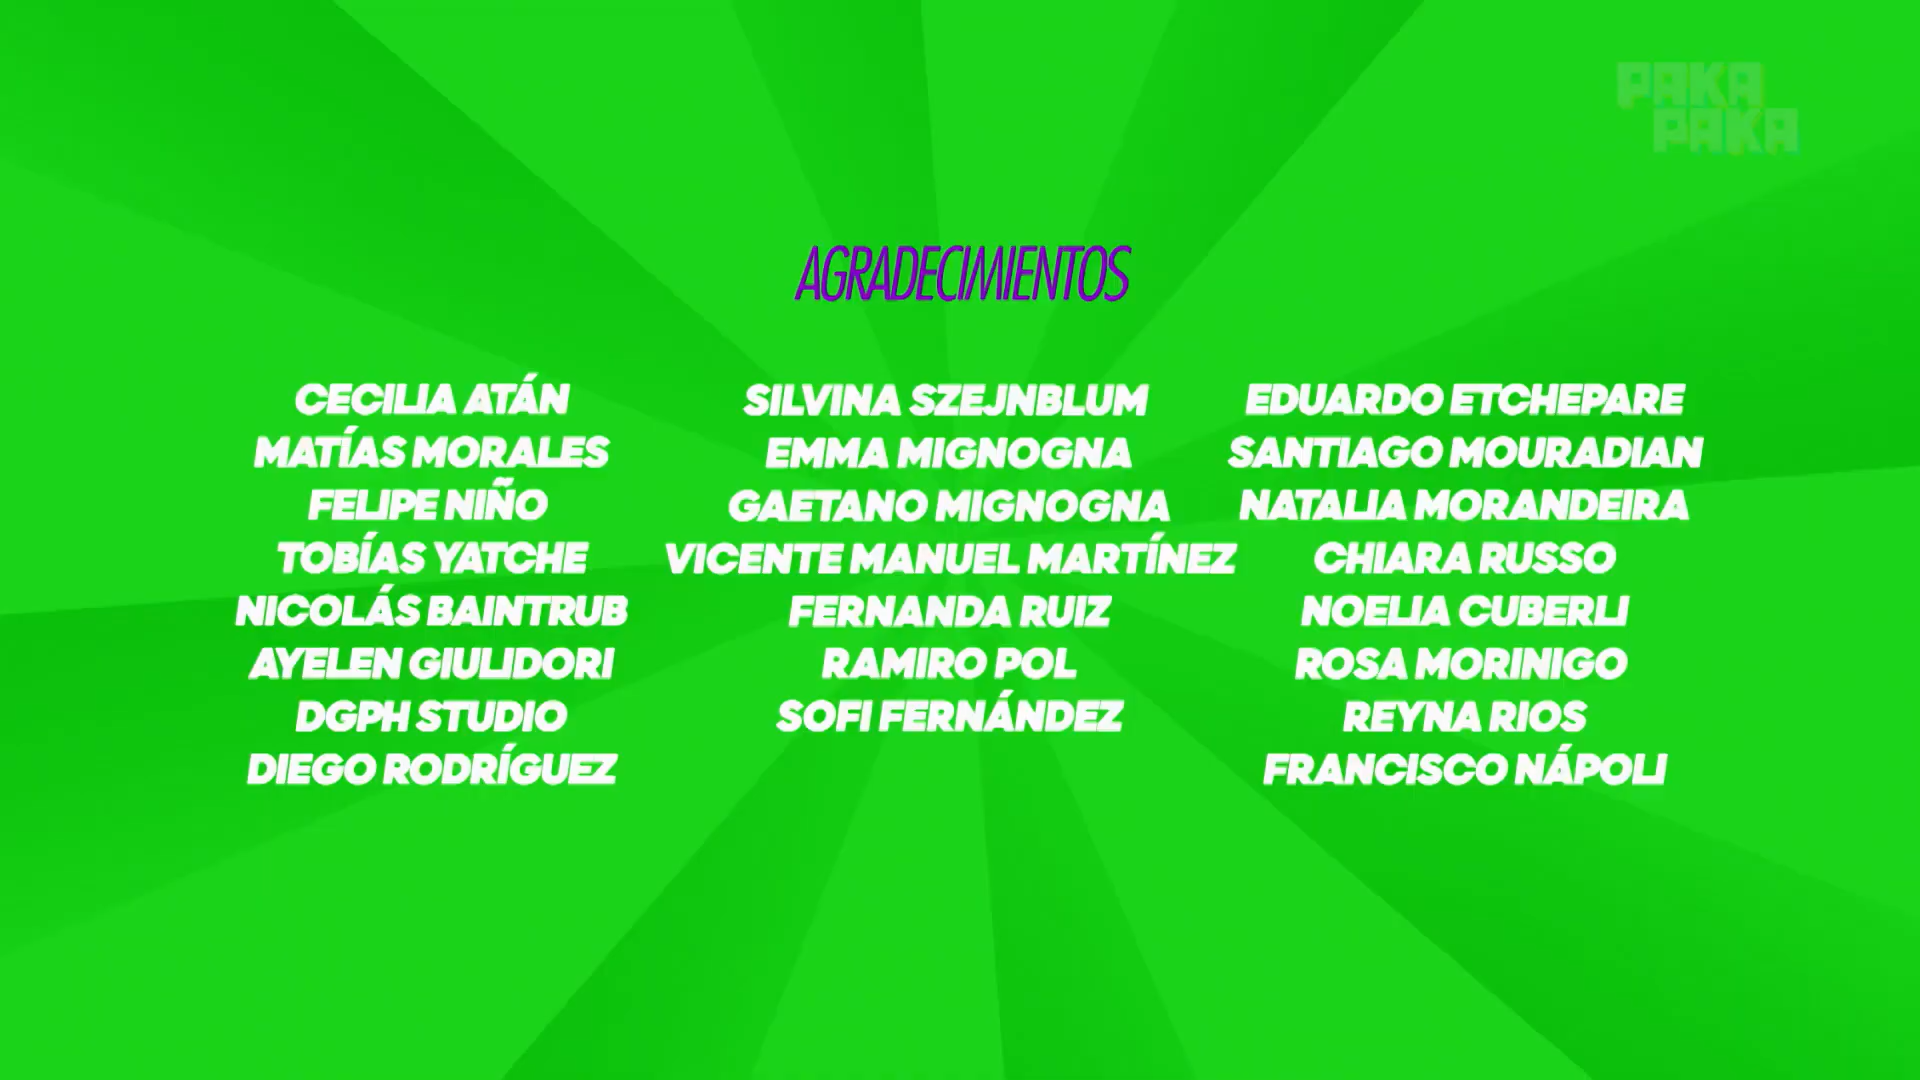 PAKA
PAKA
AGRADECIMIENTOS
CECILIA ATÁN
MATÍAS MORALES
FELIPE NIÑO
TOBÍAS YATCHE
NICOLÁS BAINTRUB
AYELEN GIULIDORI
DGPH STUDIO
DIEGO RODRÍGUEZ
SILVINA SZEJNBLUM
EMMA MIGNOGNA
GAETANO MIGNOGNA
VICENTE MANUEL MARTÍNEZ
FERNANDA RUIZ
RAMIRO POL
SOFI FERNÁNDEZ
EDUARDO ETCHEPARE
SANTIAGO MOURADIAN
NATALIA MORANDEIRA
CHIARA RUSSO
NOELIA CUBERLI
ROSA MORINIGO
REYNA RIOS
FRANCISCO NÁPOLI